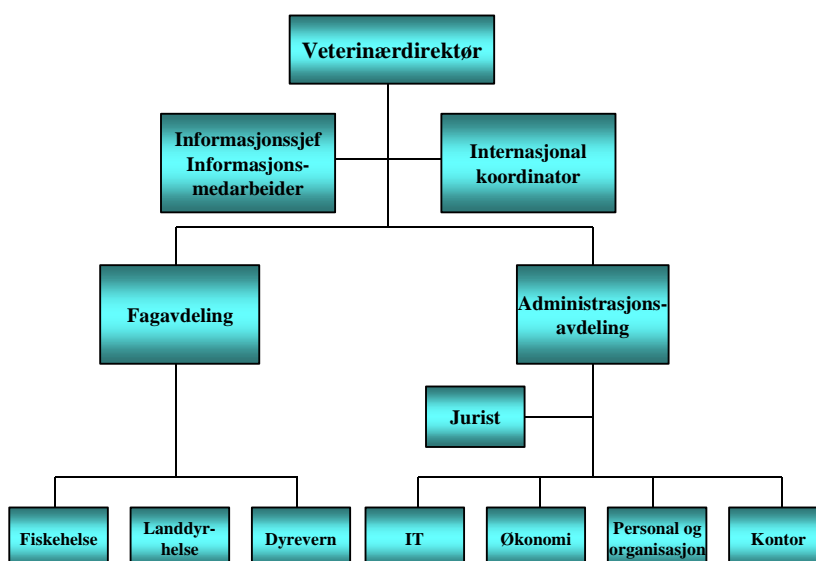 Veterinærdirektør
Informasjonssjef
Informasjons-
medarbeider
Internasjonal
koordinator
Fagavdeling
Administrasjons-
avdeling
Jurist
Fiskehelse
Landdyr-
helse
Dyrevern
IT
Økonomi
Personal og
organisasjon
Kontor